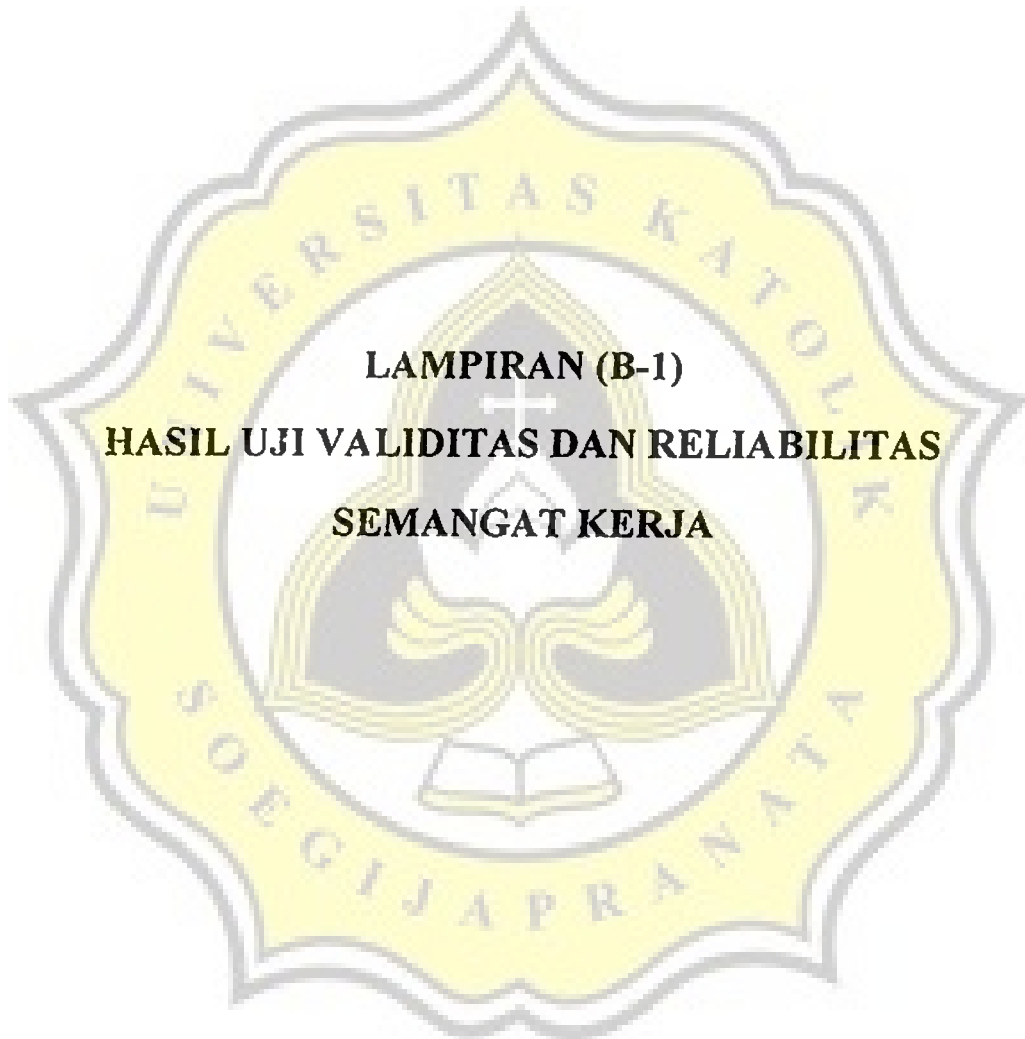 UNIVERSITAS KATOLIK
LAMPIRAN (B-1)
HASIL UJI VALIDITAS DAN RELIABILITAS
SEMANGAT KERJA
SOEGIJAPRANATA